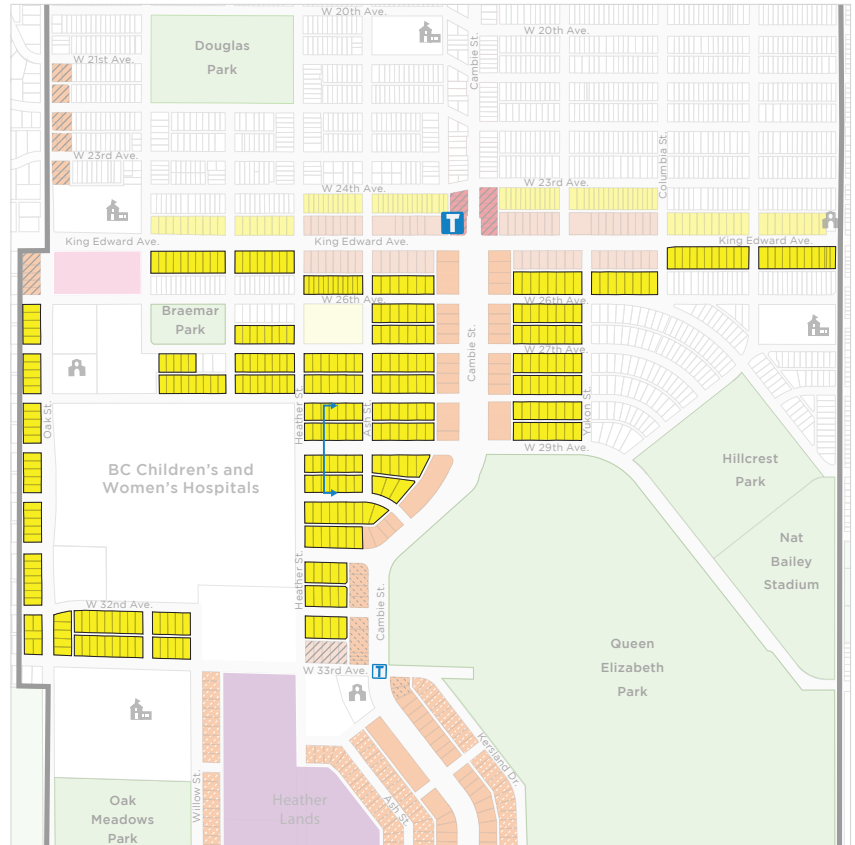 W 20th Ave.
Douglas
Park
Cambie St.
W 20th Ave.
W 21st Ave.
W 23rd Ave.
Columbia St.
W 24th Ave.
W 23rd Ave.
T
King Edward Ave.
King Edward Ave.
King Edward Ave.
W 26th Ave.
W 26th Ave.
Braemar
Park
Cambie St.
W 27th Ave.
Oak St.
Heather St.
Ash St.
Yukon St.
W 29th Ave.
BC Children's and
Women's Hospitals
Hillcrest
Park
Nat
Bailey
Stadium
Heather St.
Cambie St.
W 32nd Ave.
Queen
Elizabeth
Park
W 33rd Ave.
T
Kersland Dr.
Willow St.
Ash St.
Heather
Lands
Oak
Meadows
Park